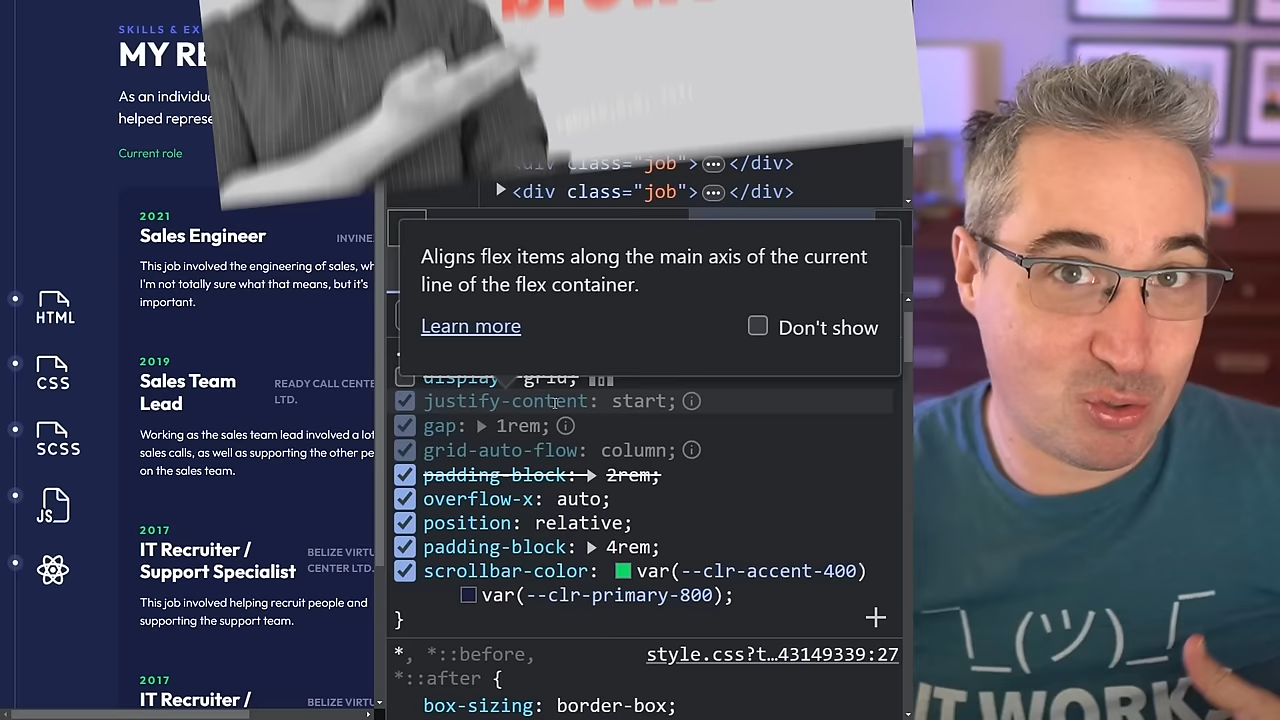 SKILLS & EX
MY RE
As an individu
helped represe
Current role
2021
Sales Engineer
INVINE
This job involved the engineering of sales, wh
I'm not totally sure what that means, but it's
important.
2019
Sales Team
Lead
READY CALL CENTE
LTD.
Working as the sales team lead involved a lot
sales calls, as well as supporting the other pe
on the sales team.
2017
IT Recruiter /
Support Specialist
BELIZE VIRTU
CENTER LTD.
This job involved helping recruit people and
supporting the support team.
2017
IT Recruiter /
BELIZE VIRTU
HTML
CSS
SCSS
JS
<div class="job"> ••• </div>
<div class="job"> ••• </div>
Aligns flex items along the main axis of the current
line of the flex container.
Learn more
Don't show
display: grid;
justify-content: start;
gap: 1rem;
grid-auto-flow: column;
padding-block: 2rem;
overflow-x: auto;
position: relative;
padding-block: 4rem;
scrollbar-color: var(--clr-accent-400)
var(--clr-primary-800);
}
*, *::before,
*::after {
style.css?t…43149339:27
box-sizing: border-box;
¯\_(ツ)_/¯
IT WORK